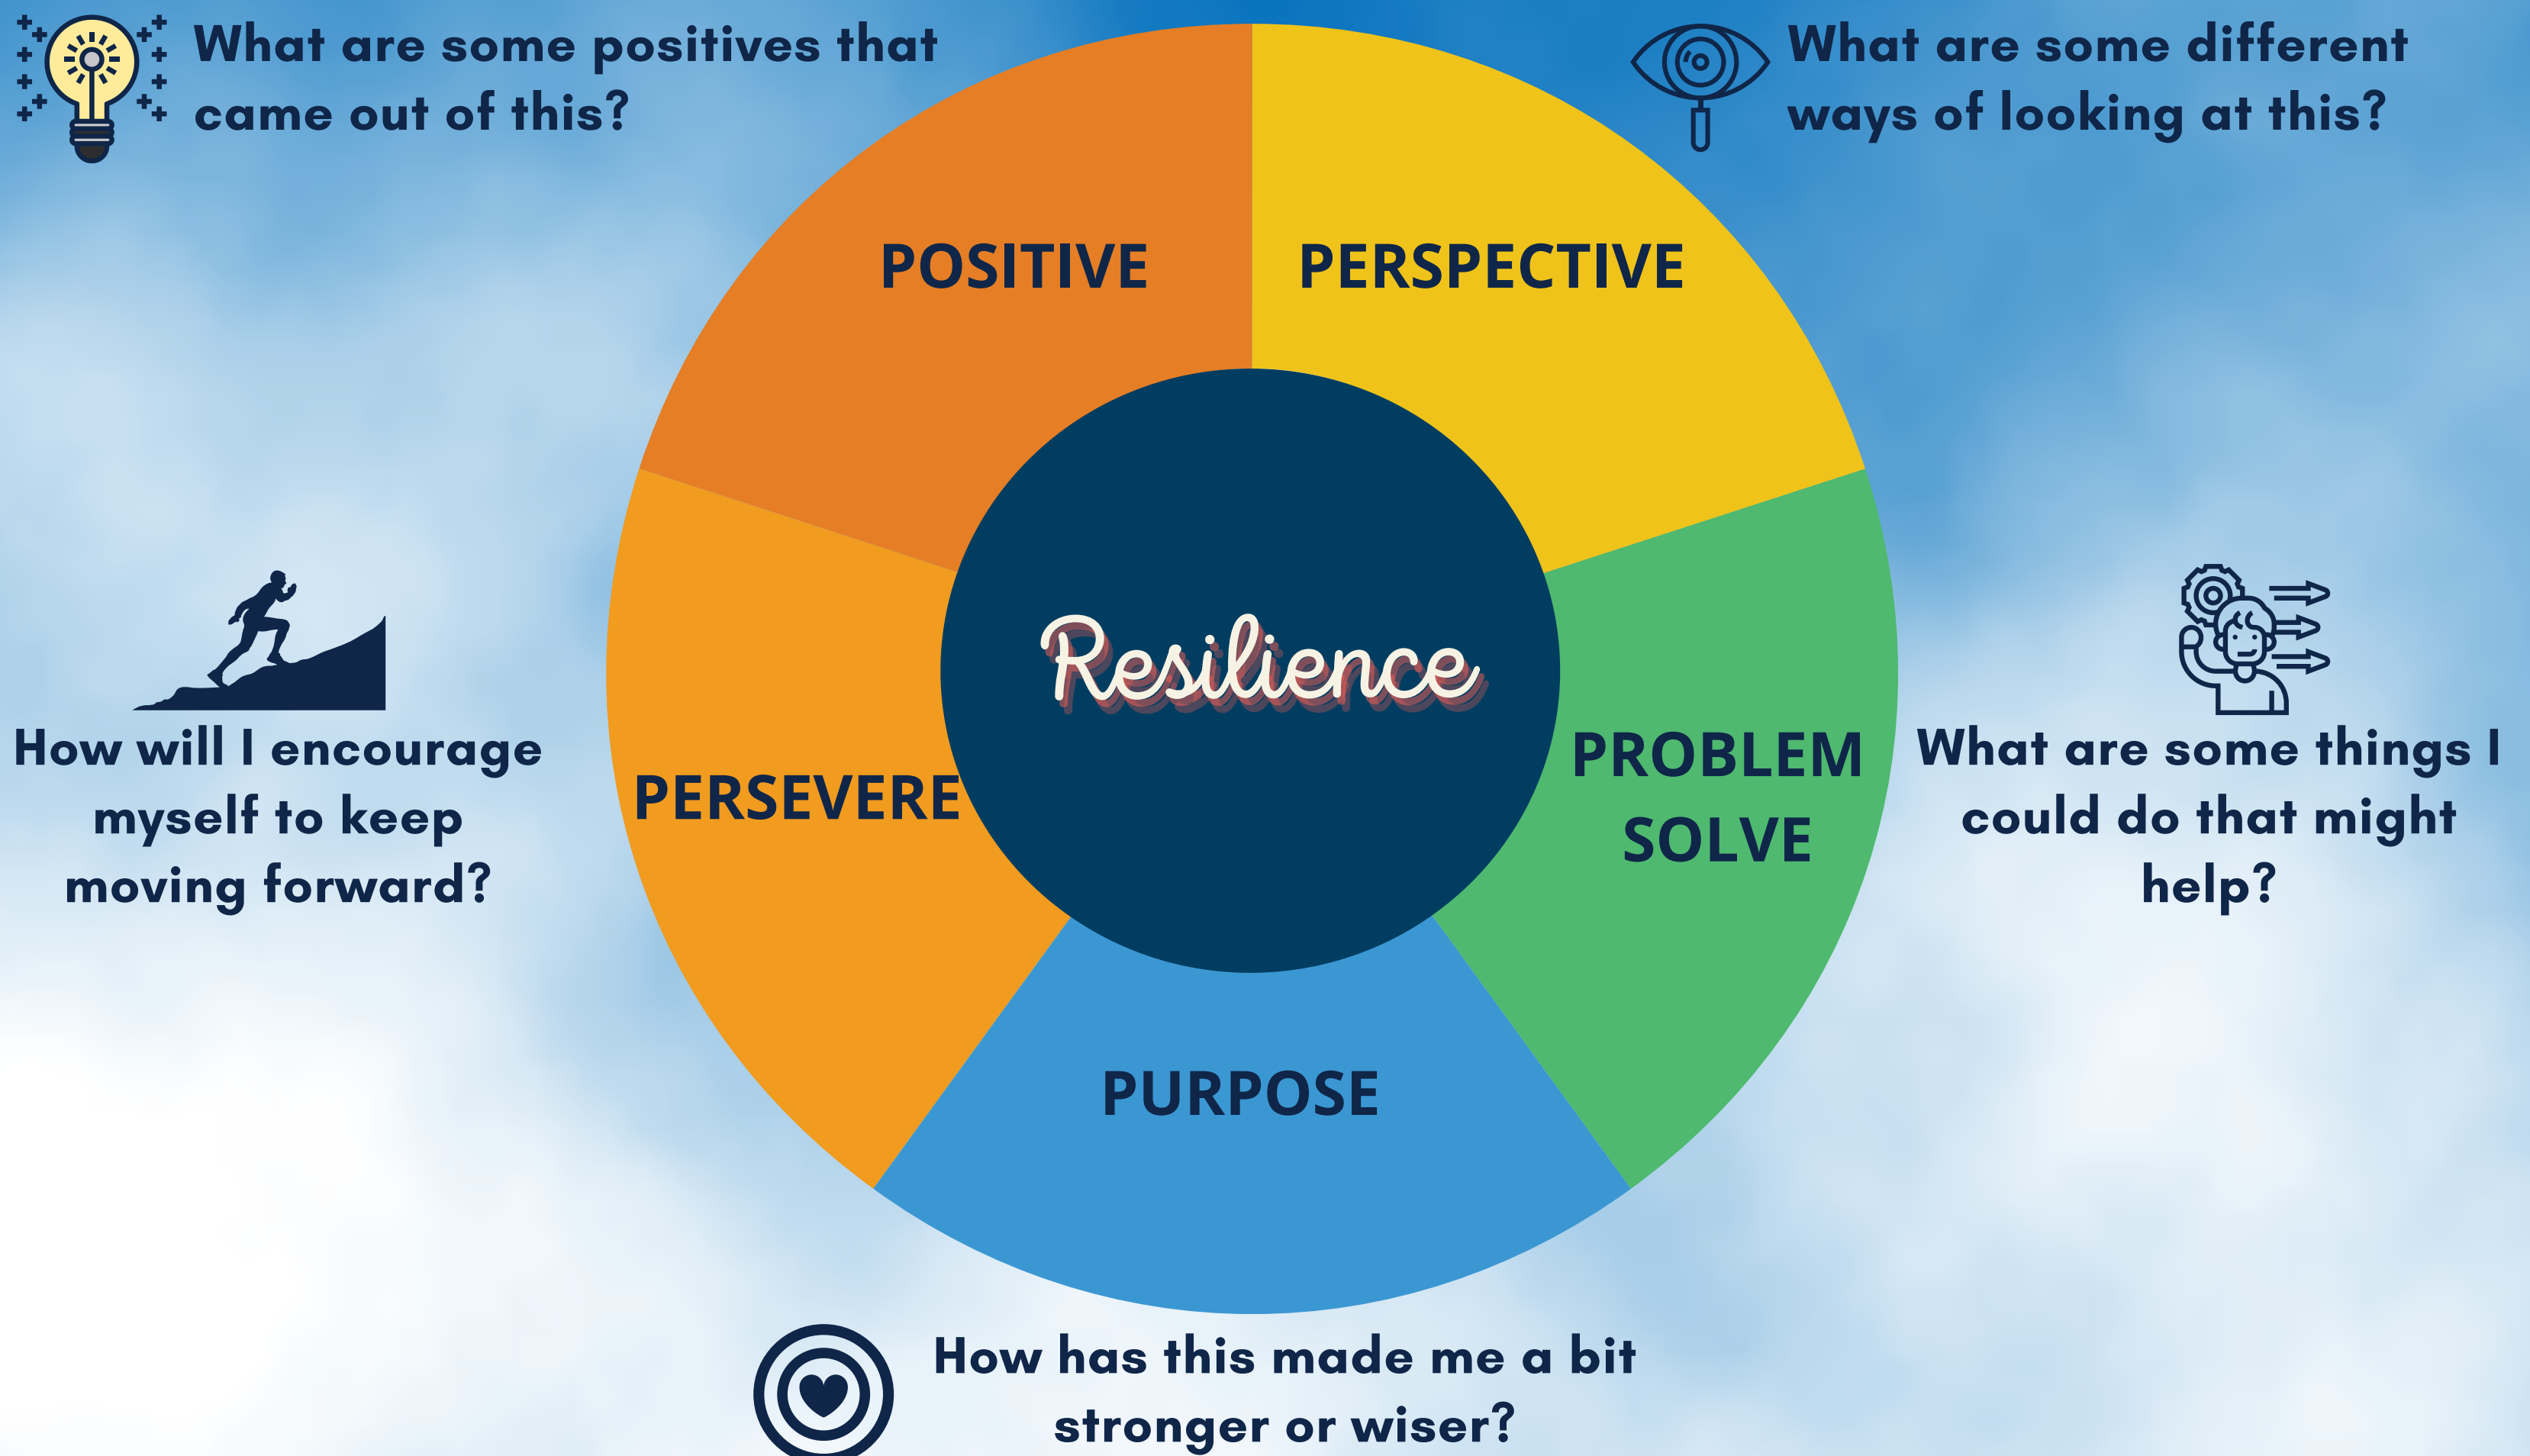 What are some positives that
came out of this?
What are some different
ways of looking at this?
POSITIVE
PERSPECTIVE
Resilience
How will I encourage
myself to keep
moving forward?
PERSEVERE
PROBLEM
SOLVE
What are some things I
could do that might
help?
PURPOSE
How has this made me a bit
stronger or wiser?